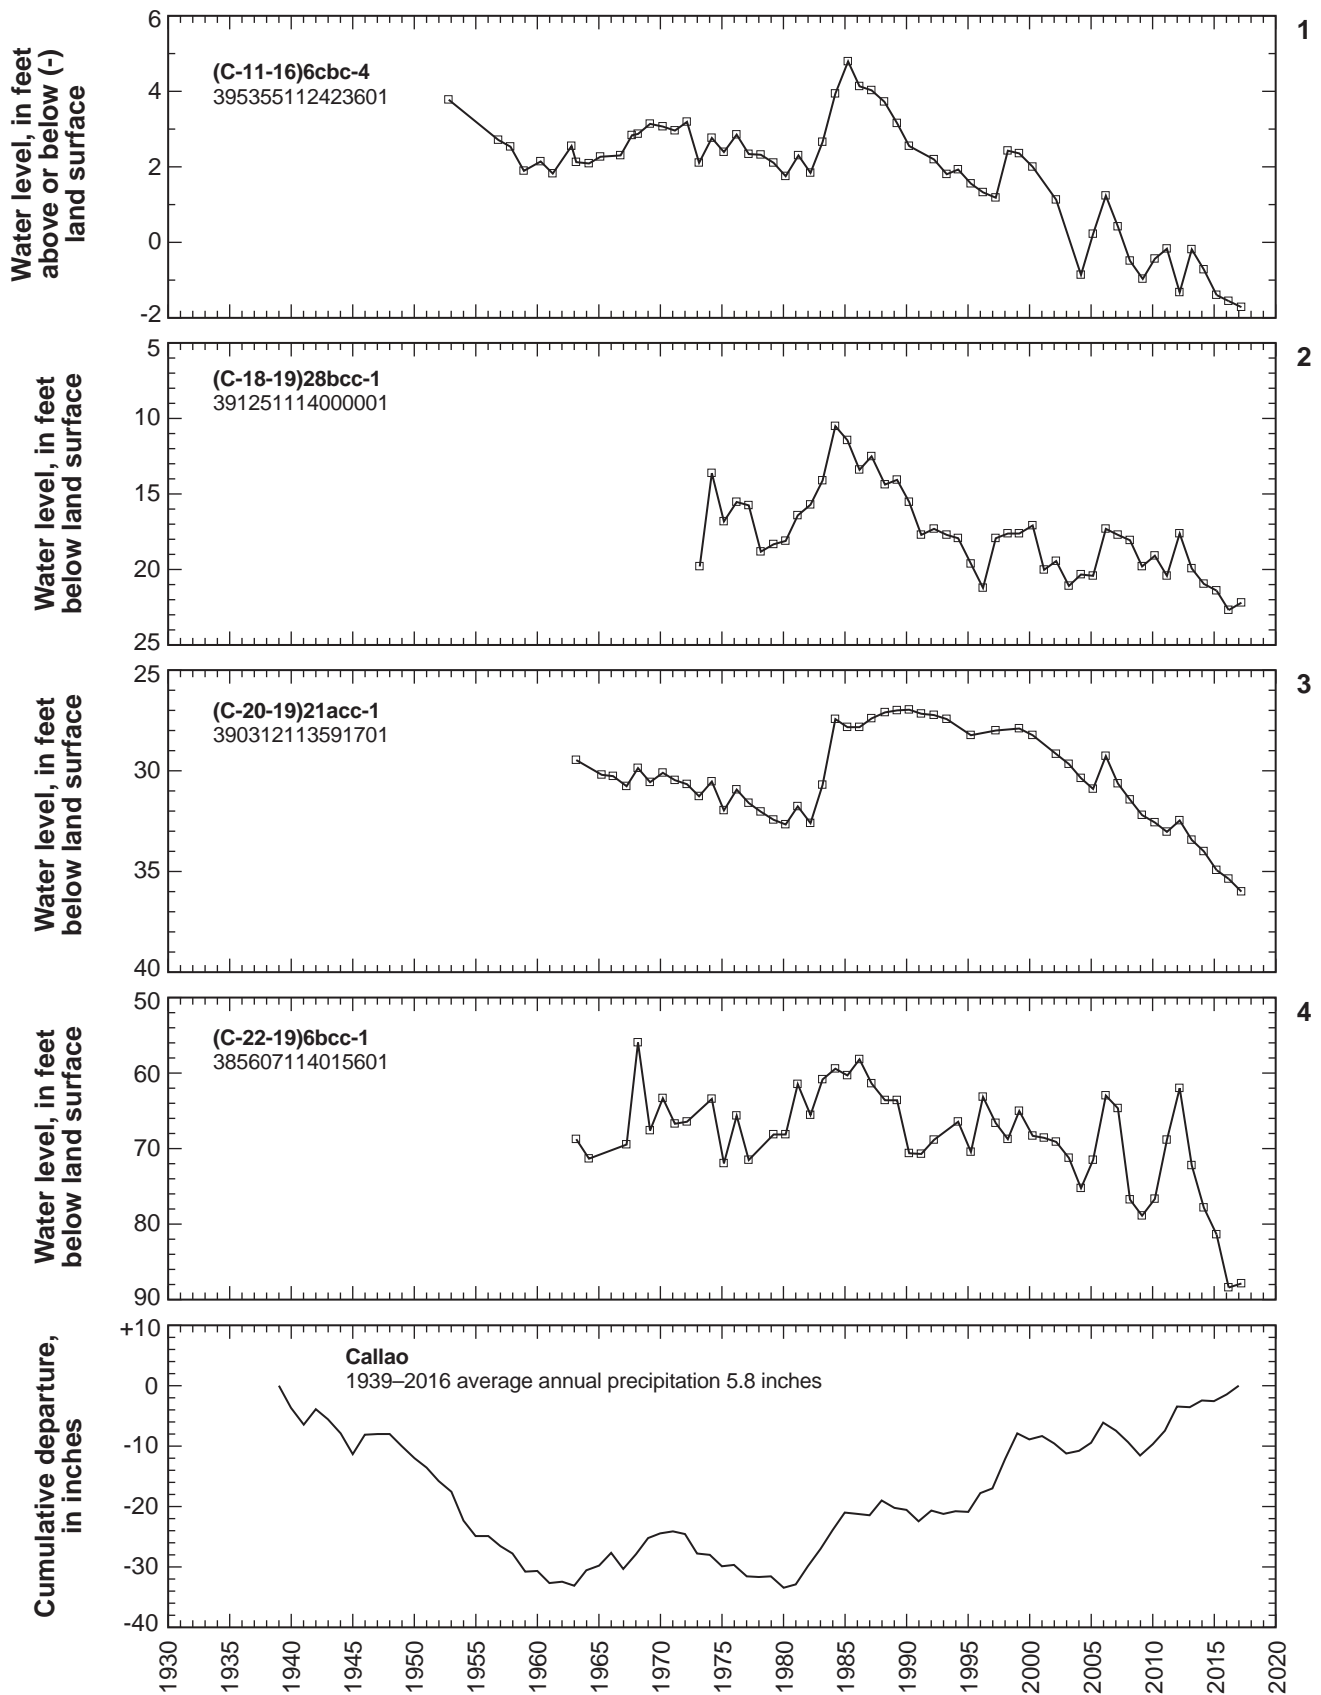 1
Water level, in feet
above or below (-)
land surface
(C-11-16)6cbc-4
395355112423601
6
4
2
0
-2
2
Water level, in feet
below land surface
(C-18-19)28bcc-1
391251114000001
5
10
15
20
25
3
Water level, in feet
below land surface
(C-20-19)21acc-1
390312113591701
25
30
35
40
4
Water level, in feet
below land surface
(C-22-19)6bcc-1
385607114015601
50
60
70
80
90
Cumulative departure,
in inches
Callao
1939–2016 average annual precipitation 5.8 inches
+10
0
-10
-20
-30
-40
1930 1935 1940 1945 1950 1955 1960 1965 1970 1975 1980 1985 1990 1995 2000 2005 2010 2015 2020